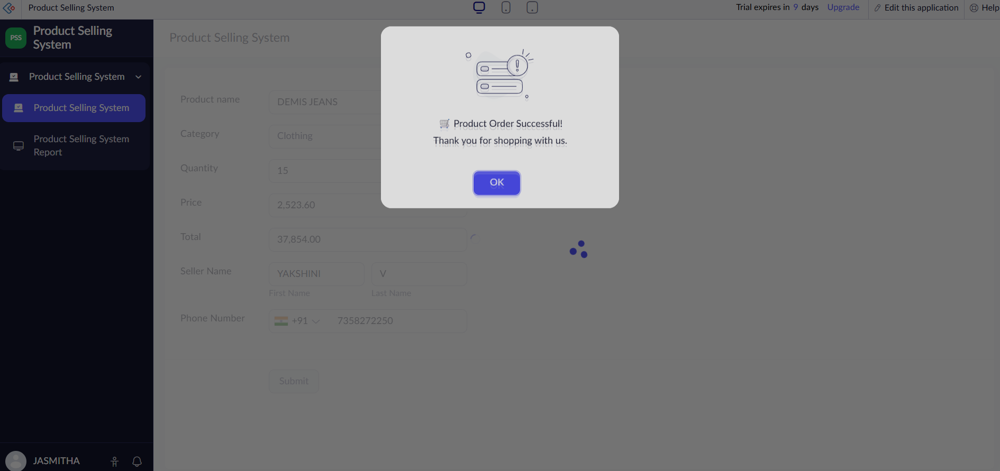 Product Selling System
Trial expires in 9 days Upgrade
Edit this application
Help
PSS
Product Selling
System
Product Selling System
Product Selling System
Product Selling System
Report
JASMITHA
Product Selling System
Product name
DEMIS JEANS
Category
Clothing
Quantity
15
Price
2,523.60
Total
37,854.00
Seller Name
YAKSHINI
V
First Name
Last Name
Phone Number
+91
7358272250
Submit
🛒 Product Order Successful!
Thank you for shopping with us.
OK